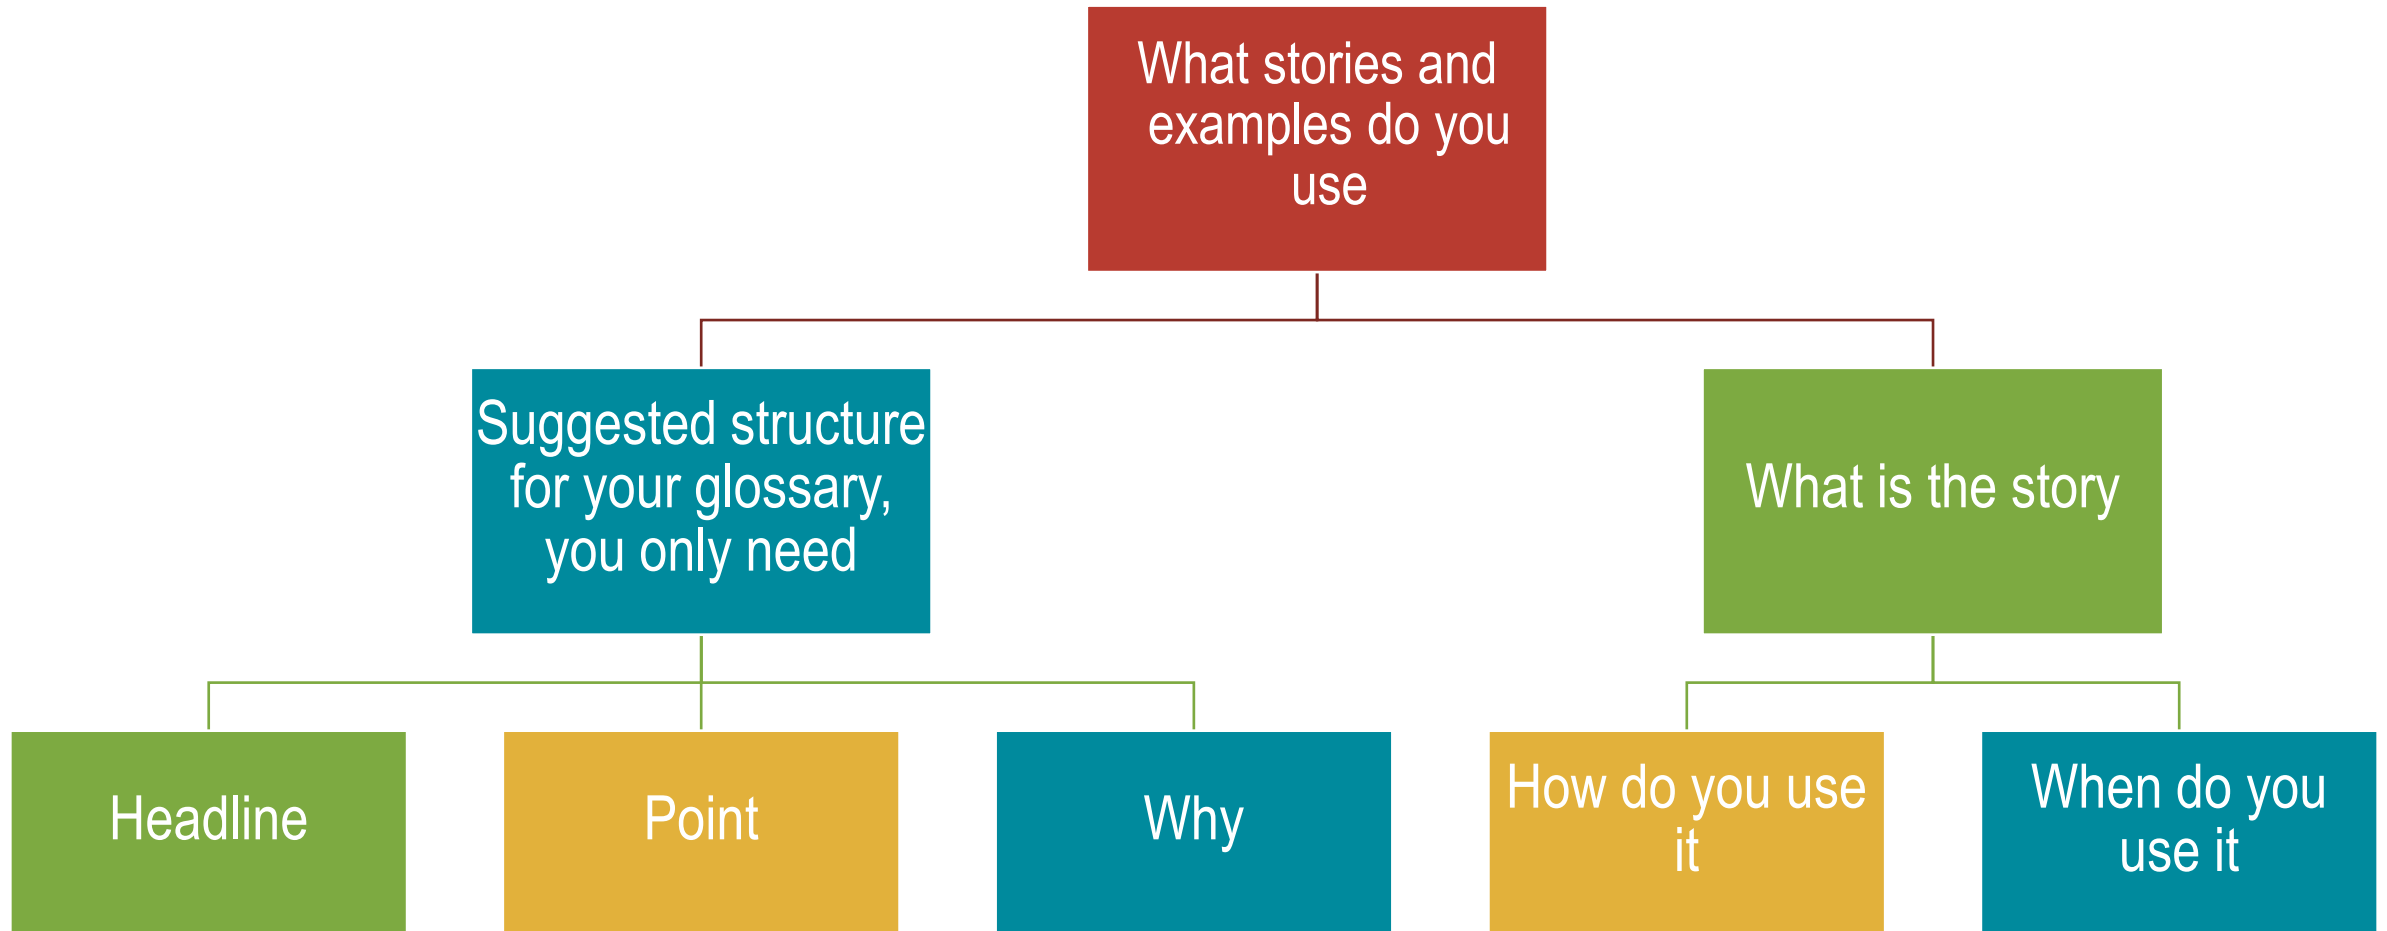 What stories and
examples do you
use
Suggested structure
for your glossary,
you only need
What is the story
Headline
Point
Why
How do you use
it
When do you
use it